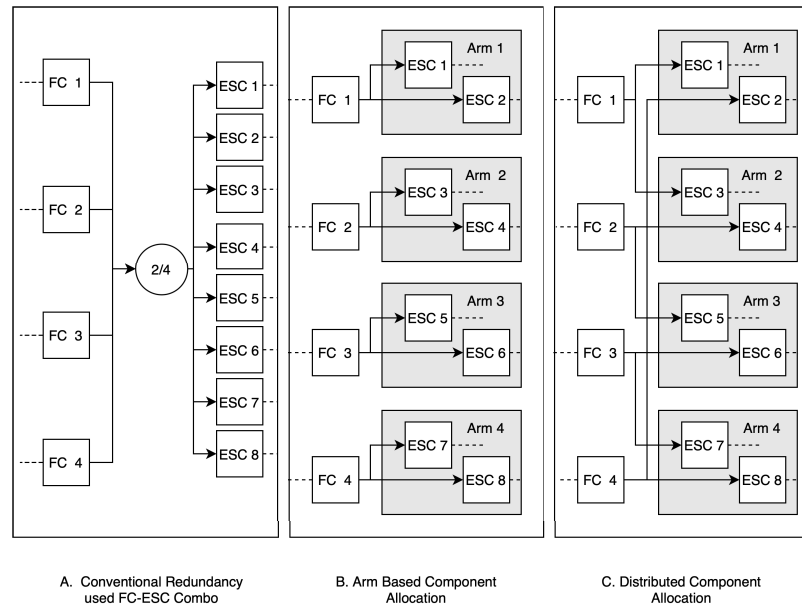 FC 1
FC 2
FC 3
FC 4
2/4
ESC 1
ESC 2
ESC 3
ESC 4
ESC 5
ESC 6
ESC 7
ESC 8
A. Conventional Redundancy
used FC-ESC Combo
Arm 1
ESC 1
FC 1
ESC 2
Arm 2
ESC 3
FC 2
ESC 4
Arm 3
ESC 5
FC 3
ESC 6
Arm 4
ESC 7
FC 4
ESC 8
B. Arm Based Component
Allocation
Arm 1
ESC 1
FC 1
ESC 2
Arm 2
ESC 3
FC 2
ESC 4
Arm 3
ESC 5
FC 3
ESC 6
Arm 4
ESC 7
FC 4
ESC 8
C. Distributed Component
Allocation